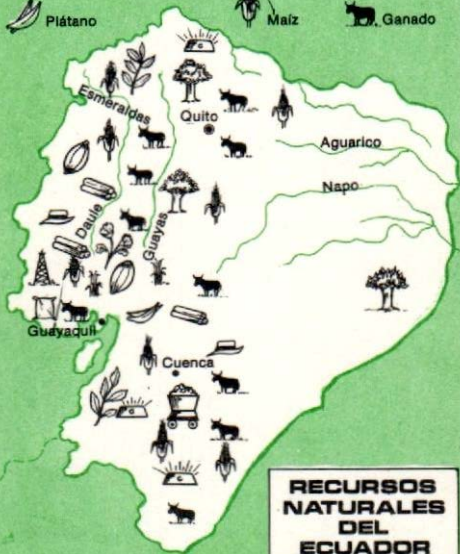 Plátano
Maíz
Ganado
Esmeraldas
Quito
Aguarico
Napo
Daule
Guayas
Guayaquil
Cuenca
RECURSOS
NATURALES
DEL
ECUADOR